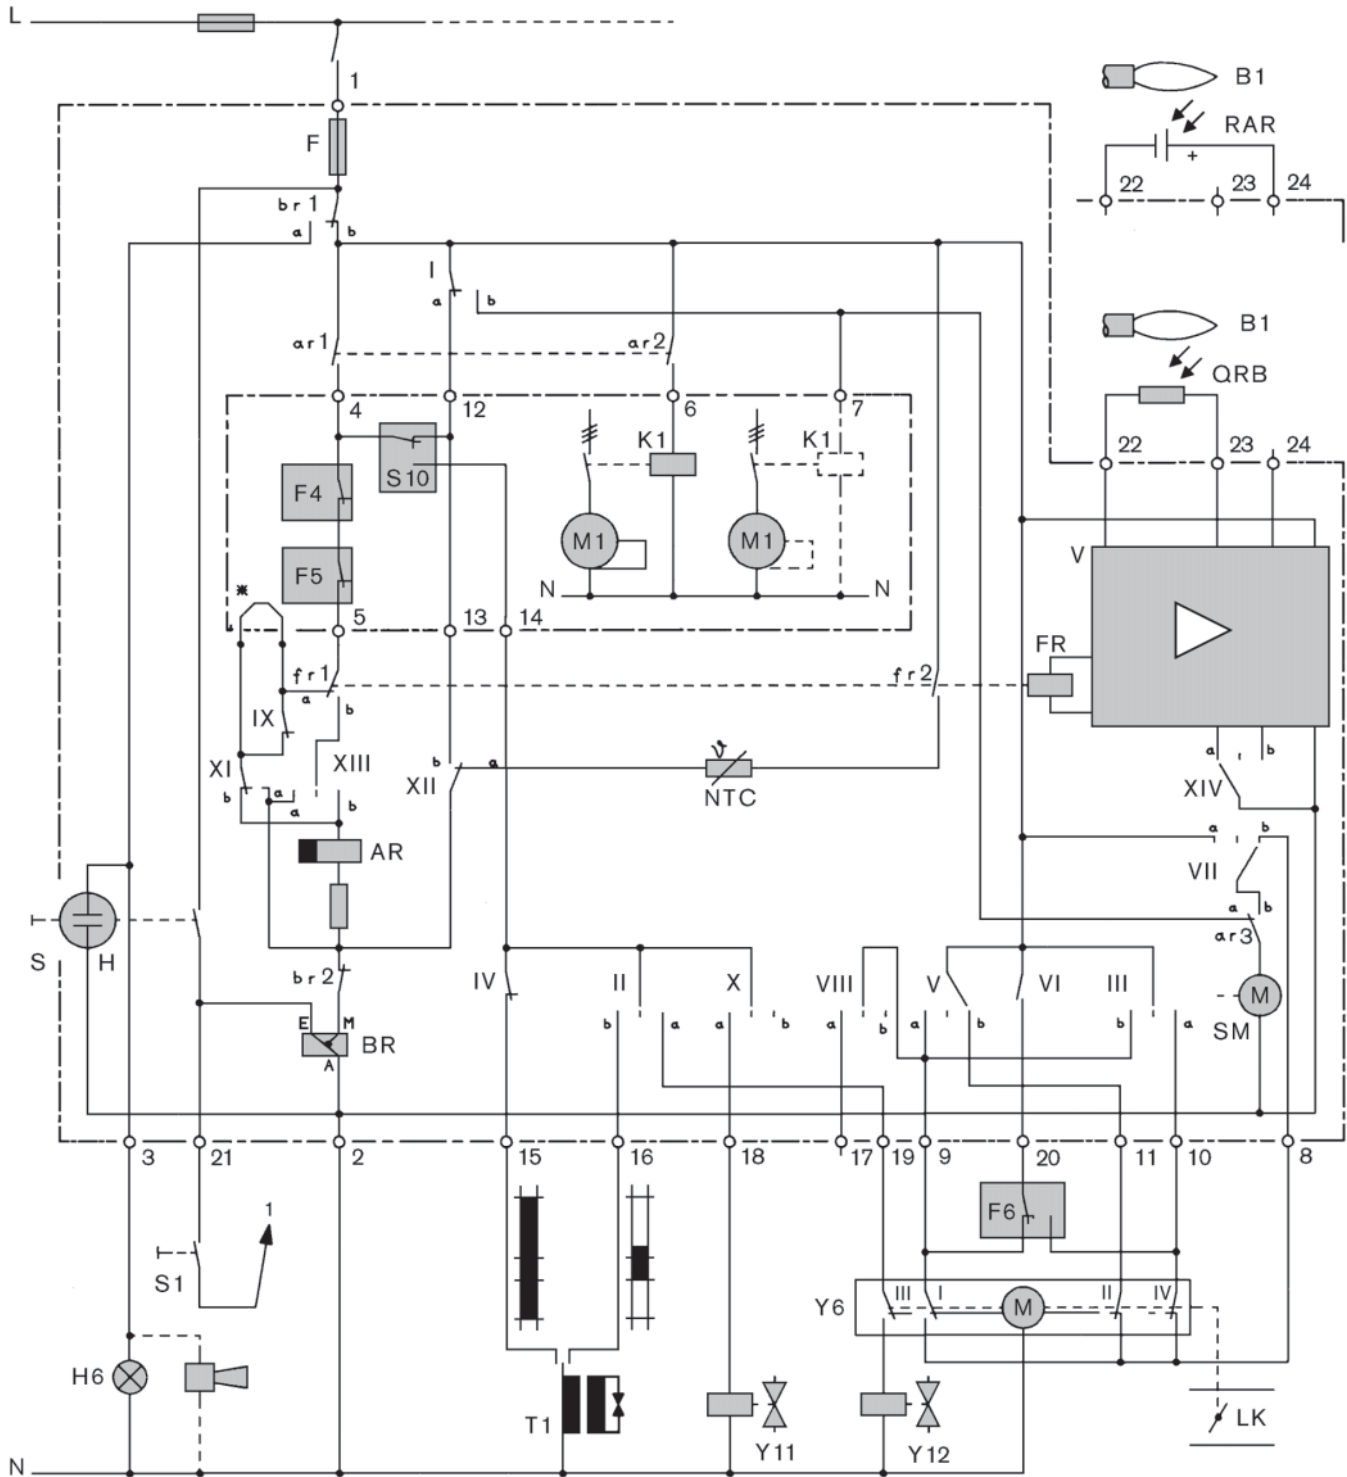 L
1
B1
F
RAR
+
22 23 24
br1
a b
I
a b
B1
ar1 ar2
QRB
4 12 6 7
22 23 24
K1 K1
S10
F4
M1 M1
V
F5
N N
*
5 13 14
FR
fr1
a
fr2
b
IX
a b
ϑ
XI XIII
b a
XII
NTC
XIV
b a b
a
a b
AR
VII
a b
ar3
S H
br2
IV II X VIII V VI III
M
SM
E M
b a a b a b a b b a
BR
A
3 21 2 15 16 18 17 19 9 20 11 10 8
1
F6
S1
III I II IV
Y6
M
H6
T1
LK
Y11 Y12
N